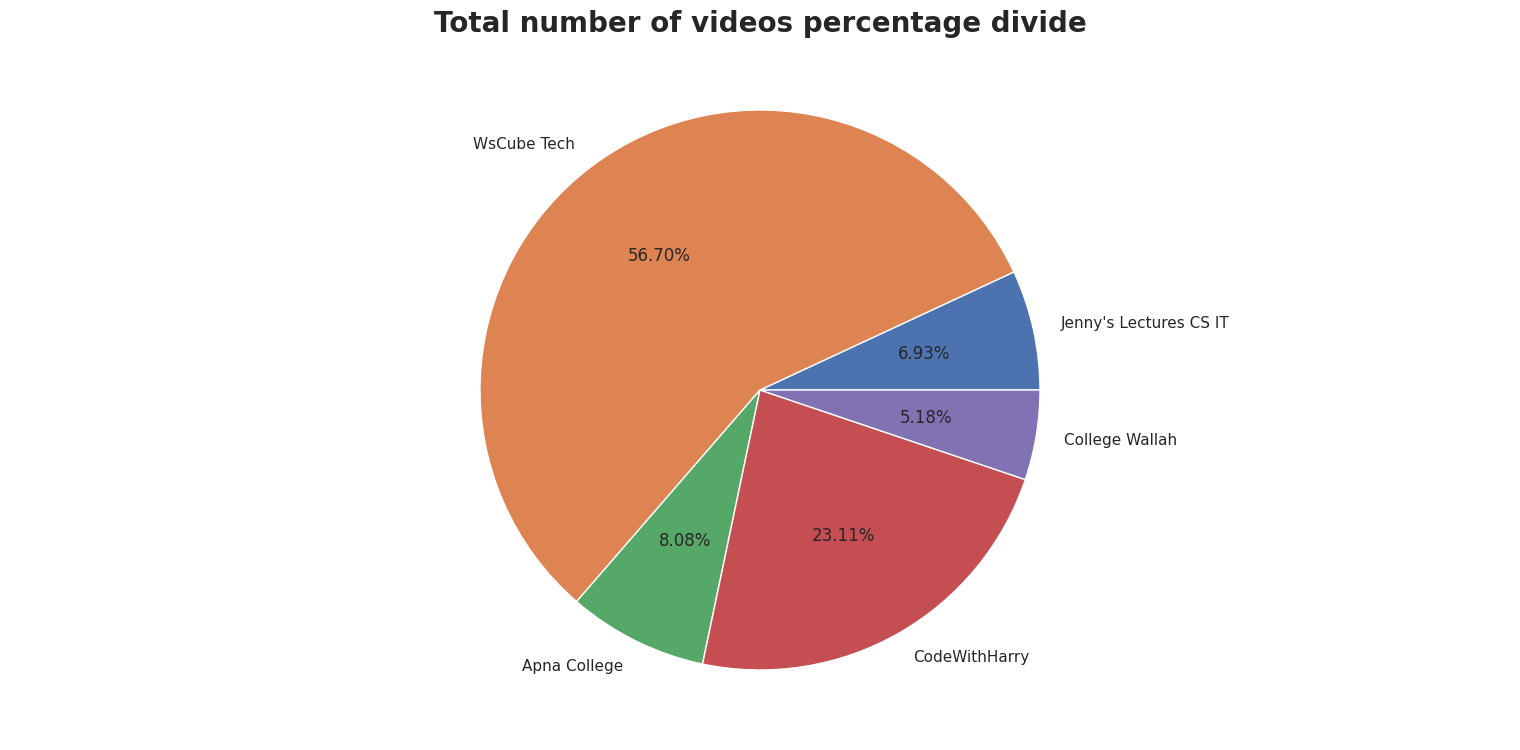 Total number of videos percentage divide
WsCube Tech
56.70%
Jenny's Lectures CS IT
6.93%
5.18%
College Wallah
23.11%
8.08%
CodeWithHarry
Apna College